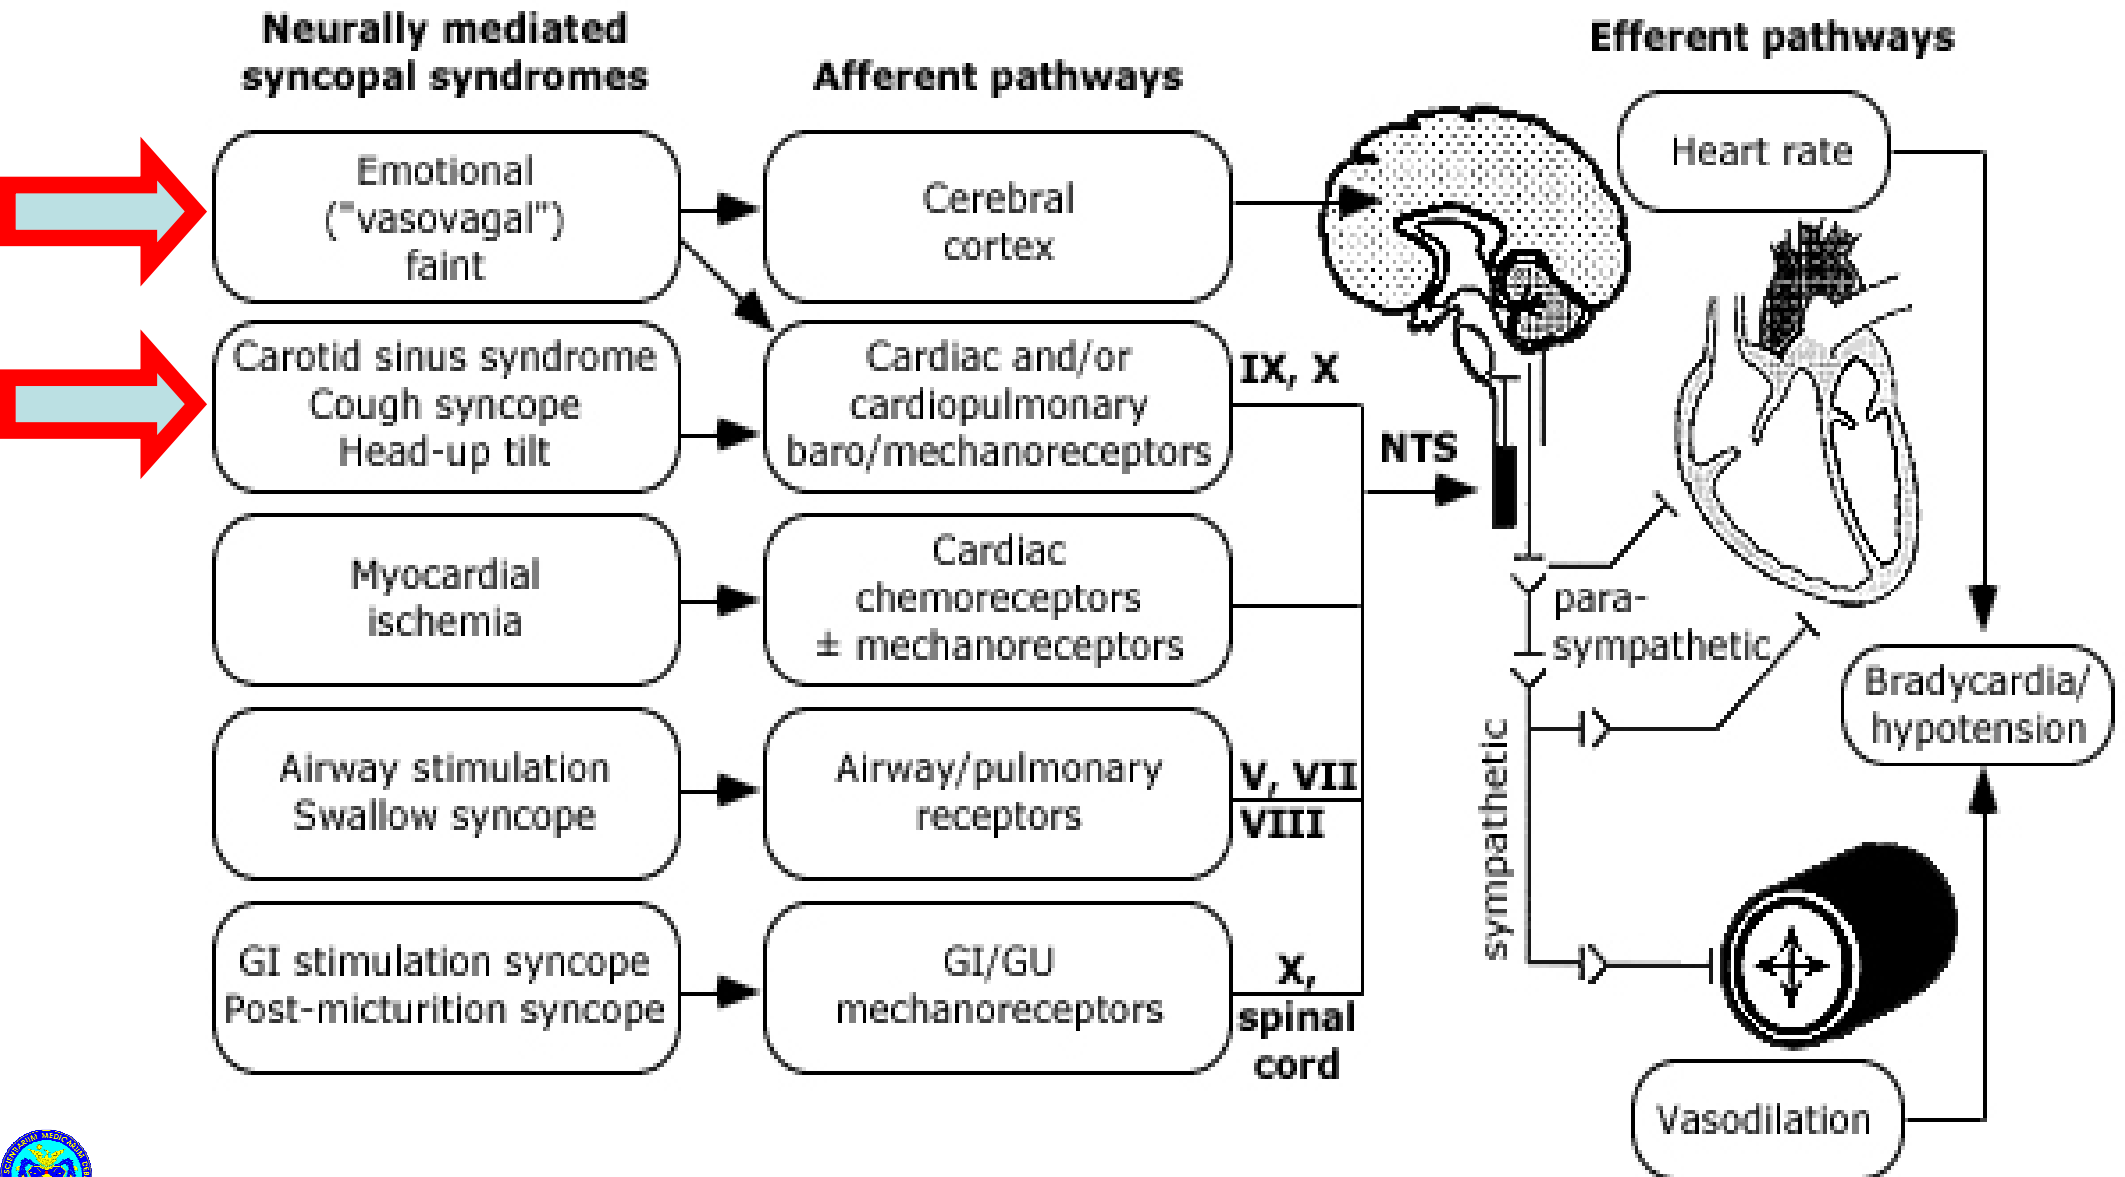 Neurally mediated
syncopal syndromes
Afferent pathways
Efferent pathways
Emotional
("vasovagal")
faint
Cerebral
cortex
Heart rate
Carotid sinus syndrome
Cough syncope
Head-up tilt
Cardiac and/or
cardiopulmonary
baro/mechanoreceptors
IX, X
NTS
Myocardial
ischemia
Cardiac
chemoreceptors
± mechanoreceptors
para-
sympathetic
Bradycardia/
hypotension
Airway stimulation
Swallow syncope
Airway/pulmonary
receptors
V, VII
VIII
sympathetic
GI stimulation syncope
Post-micturition syncope
GI/GU
mechanoreceptors
X,
spinal
cord
Vasodilation